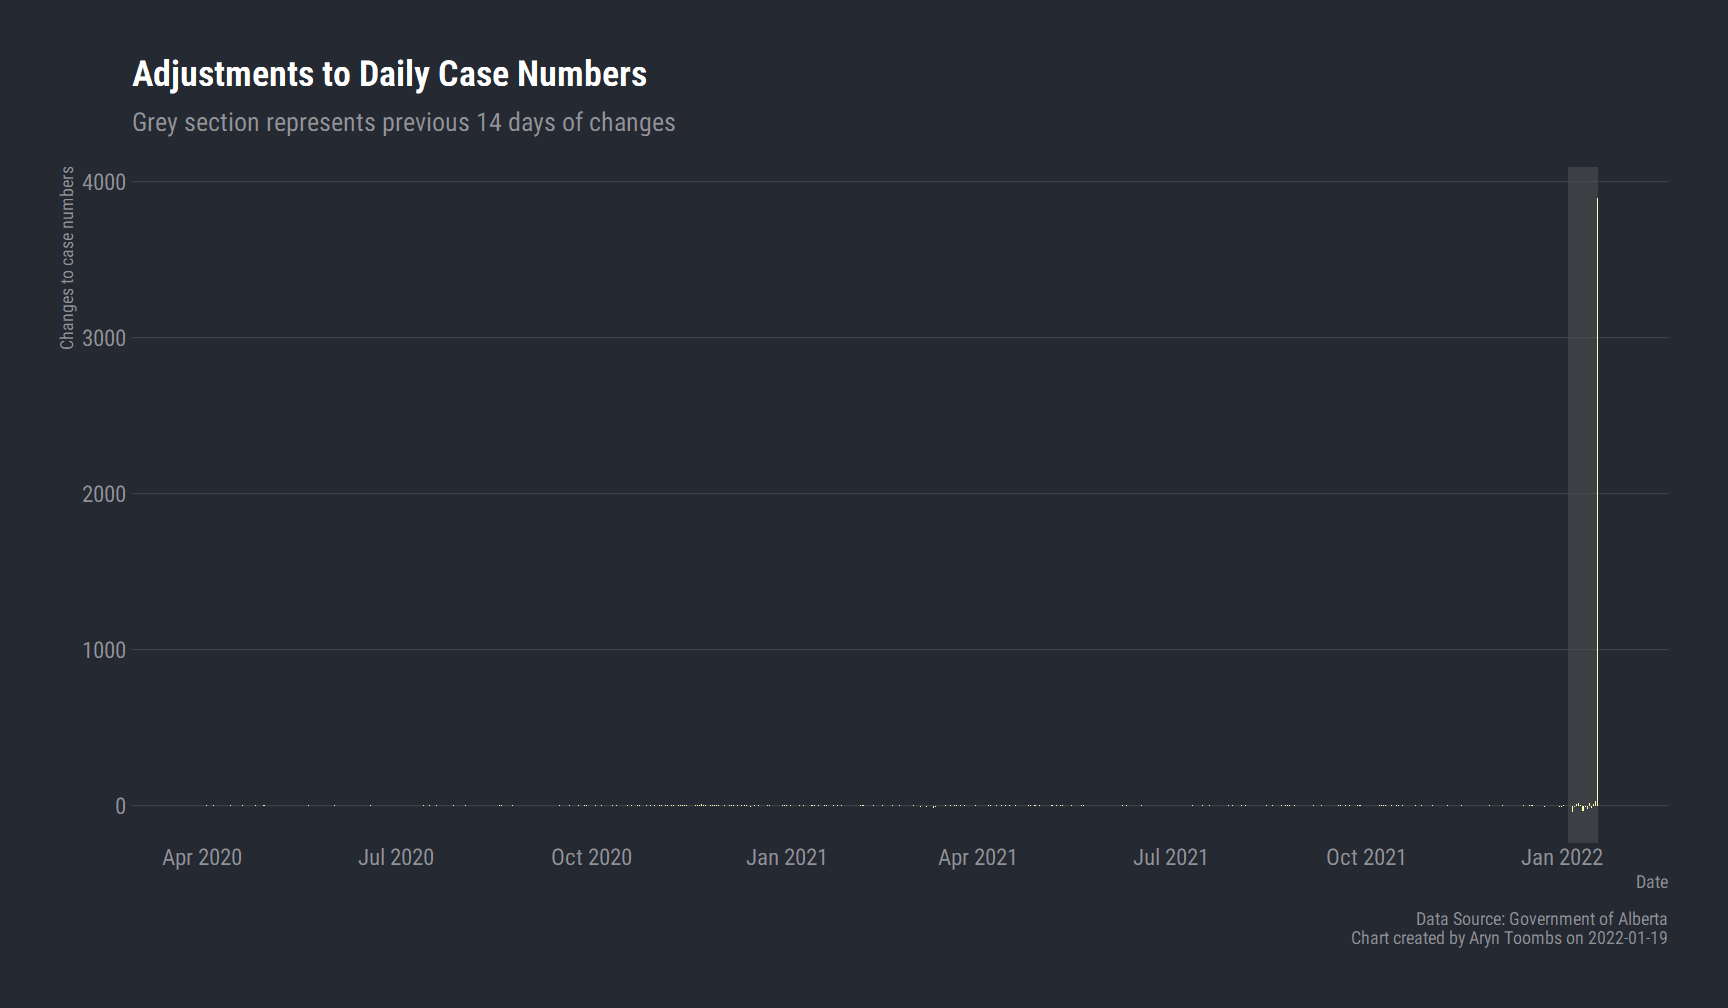 Adjustments to Daily Case Numbers
Grey section represents previous 14 days of changes
Changes to case numbers
4000
3000
2000
1000
0
Apr 2020
Jul 2020
Oct 2020
Jan 2021
Apr 2021
Jul 2021
Oct 2021
Jan 2022
Date
Data Source: Government of Alberta
Chart created by Aryn Toombs on 2022-01-19